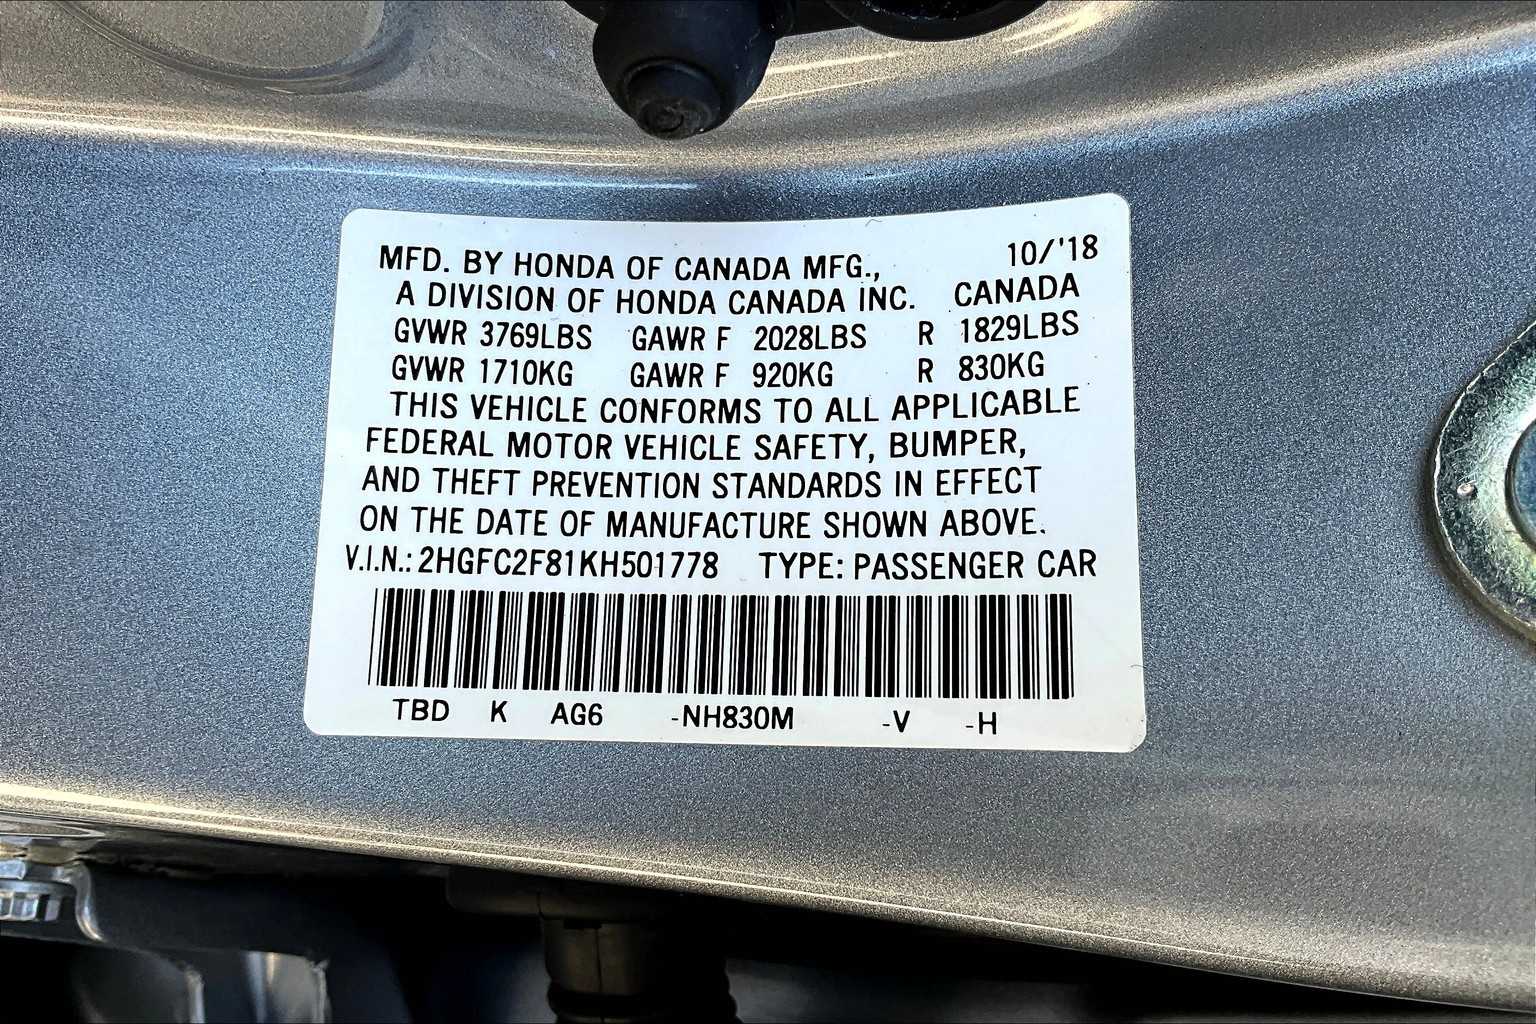 MFD. BY HONDA OF CANADA MFG., 10/'18
A DIVISION OF HONDA CANADA INC. CANADA
GVWR 3769LBS GAWR F 2028LBS R 1829LBS
GVWR 1710KG GAWR F 920KG R 830KG
THIS VEHICLE CONFORMS TO ALL APPLICABLE
FEDERAL MOTOR VEHICLE SAFETY, BUMPER,
AND THEFT PREVENTION STANDARDS IN EFFECT
ON THE DATE OF MANUFACTURE SHOWN ABOVE.
V.I.N.: 2HGFC2F81KH501778 TYPE: PASSENGER CAR
TBD K AG6 -NH830M -V -H